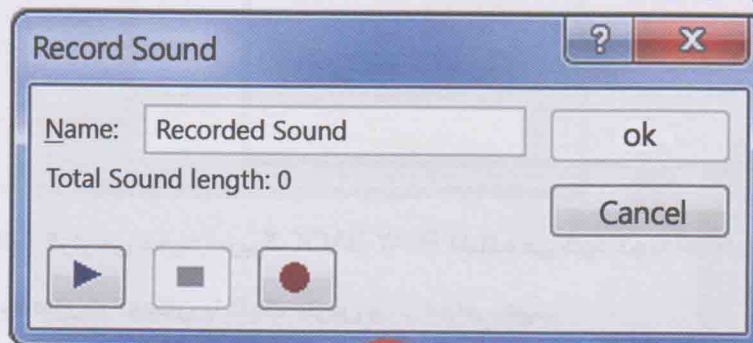 Record Sound
Name: Recorded Sound
ok
Total Sound length: 0
Cancel